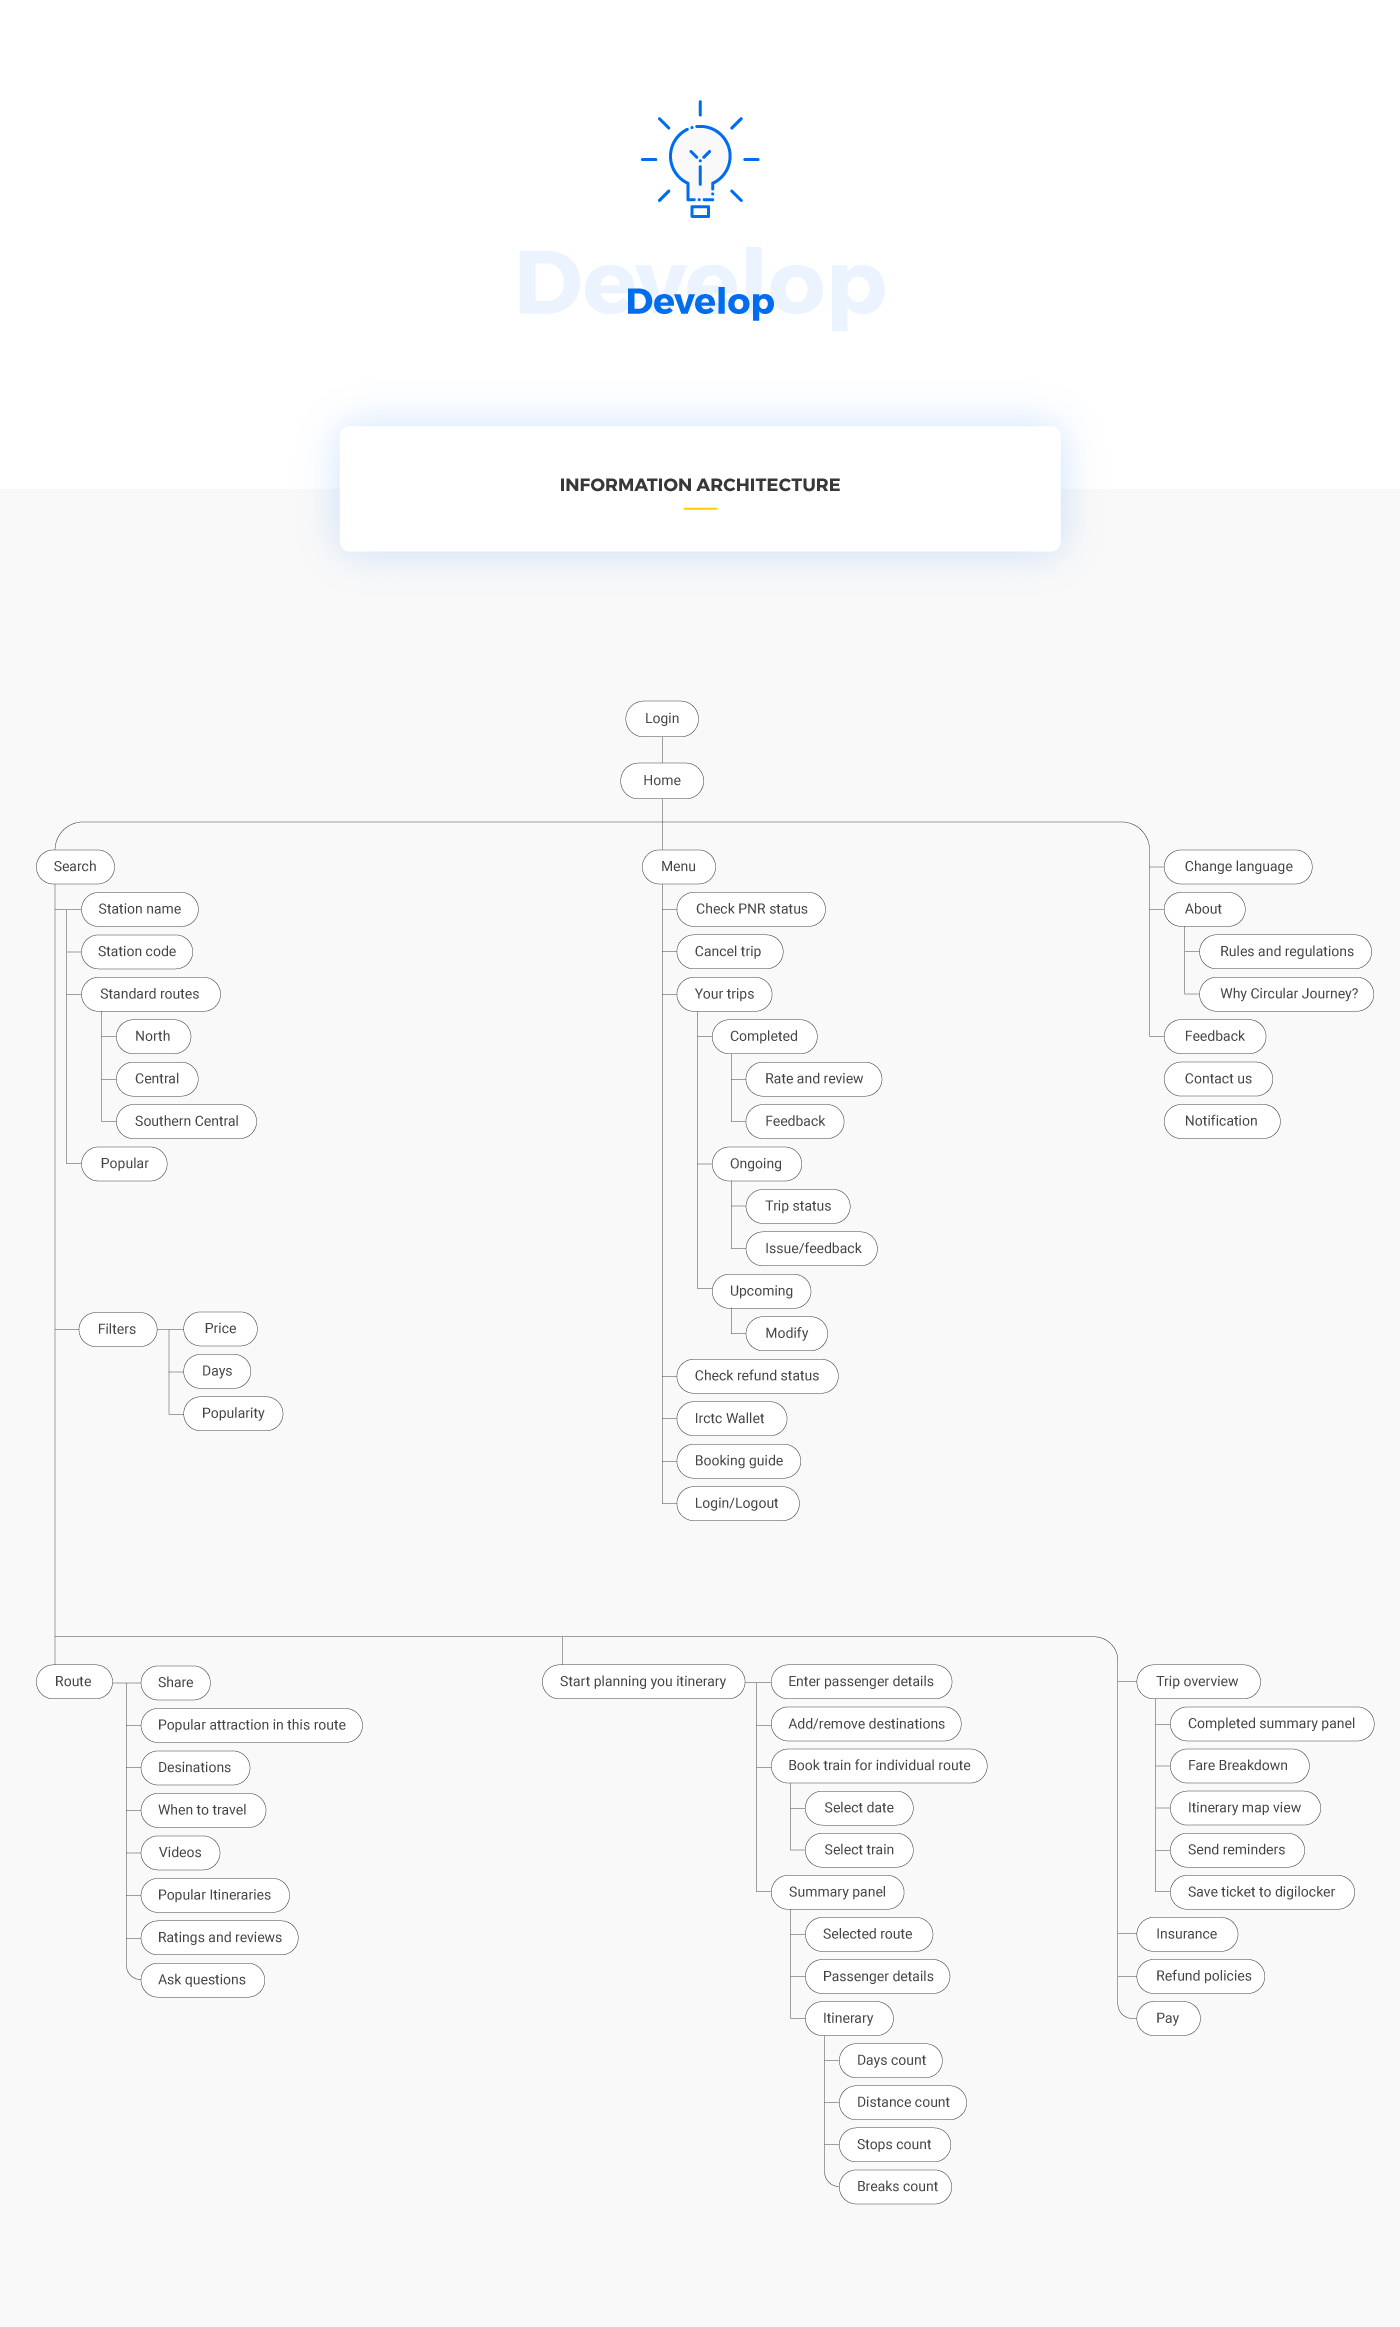 Develop
Develop
INFORMATION ARCHITECTURE
Login
Home
Search
Station name
Station code
Standard routes
North
Central
Southern Central
Popular
Filters
Price
Days
Popularity
Menu
Check PNR status
Cancel trip
Your trips
Completed
Rate and review
Feedback
Ongoing
Trip status
Issue/feedback
Upcoming
Modify
Check refund status
Irctc Wallet
Booking guide
Login/Logout
Change language
About
Rules and regulations
Why Circular Journey?
Feedback
Contact us
Notification
Route
Share
Popular attraction in this route
Desinations
When to travel
Videos
Popular Itineraries
Ratings and reviews
Ask questions
Start planning you itinerary
Enter passenger details
Add/remove destinations
Book train for individual route
Select date
Select train
Summary panel
Selected route
Passenger details
Itinerary
Days count
Distance count
Stops count
Breaks count
Trip overview
Completed summary panel
Fare Breakdown
Itinerary map view
Send reminders
Save ticket to digilocker
Insurance
Refund policies
Pay